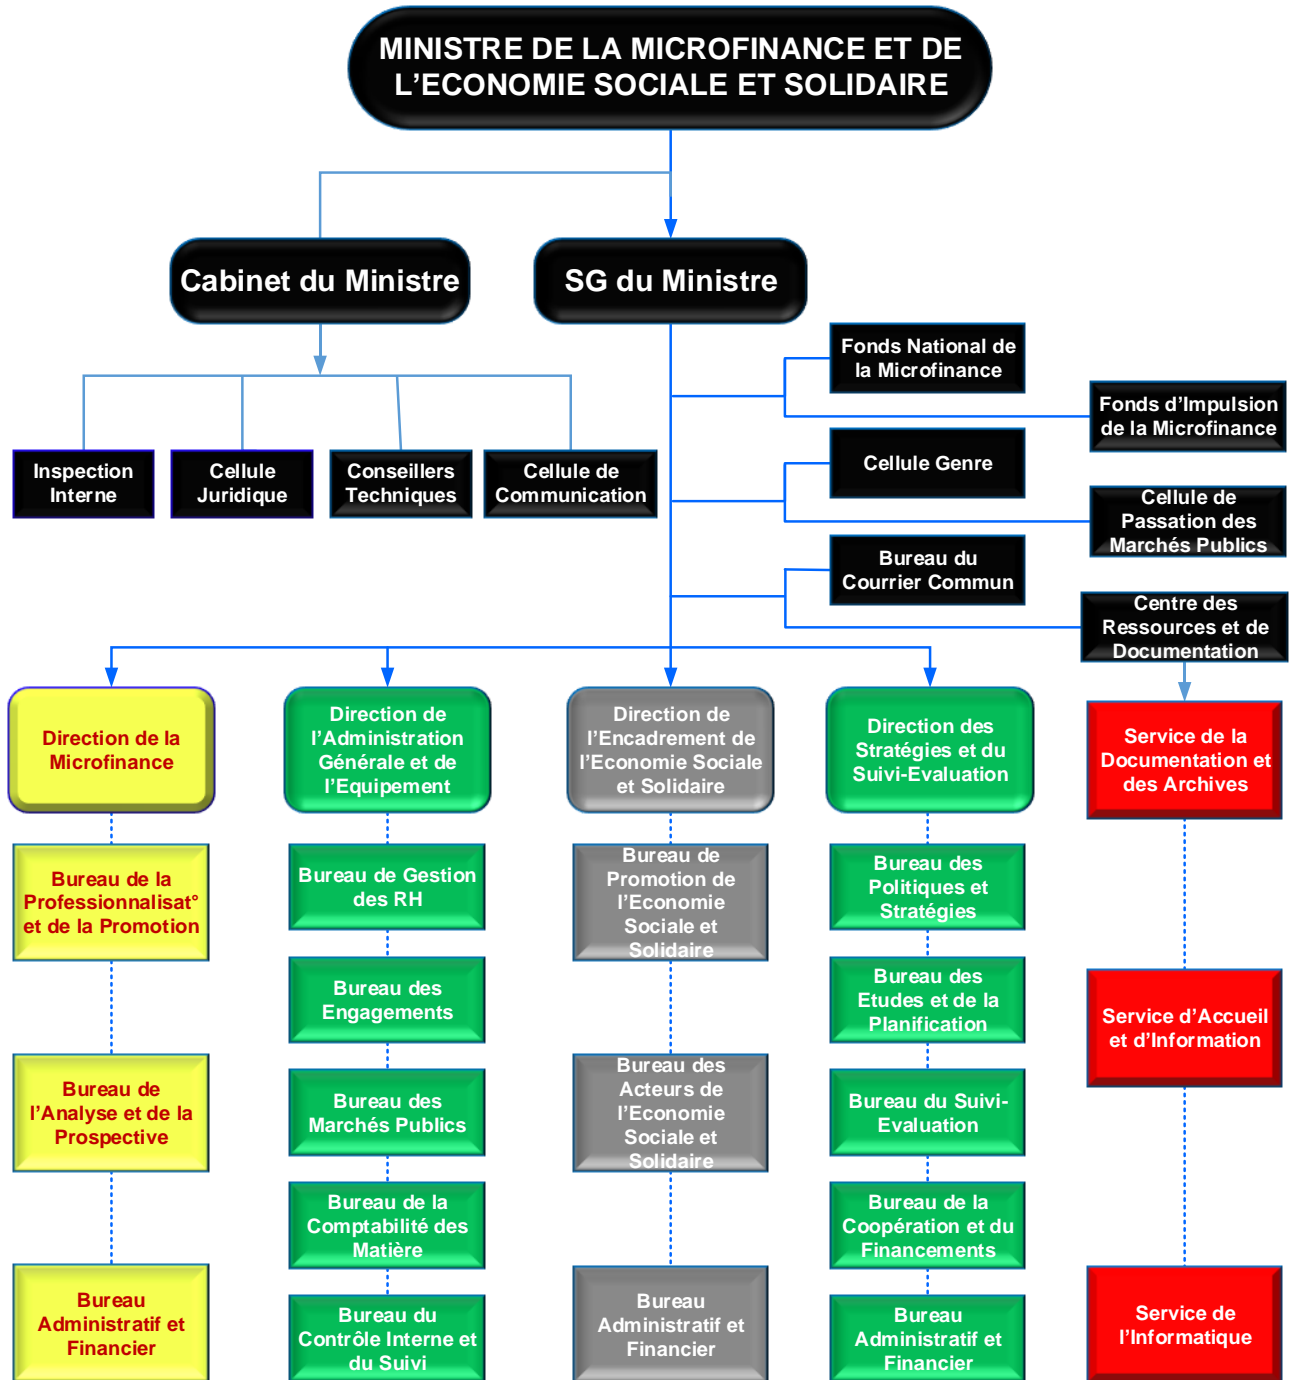 MINISTRE DE LA MICROFINANCE ET DE
L’ECONOMIE SOCIALE ET SOLIDAIRE
Cabinet du Ministre
SG du Ministre
Inspection
Interne
Cellule
Juridique
Conseillers
Techniques
Cellule de
Communication
Fonds National de
la Microfinance
Fonds d’Impulsion
de la Microfinance
Cellule Genre
Cellule de
Passation des
Marchés Publics
Bureau du
Courrier Commun
Centre des
Ressources et de
Documentation
Direction de la
Microfinance
Bureau de la
Professionnalisat°
et de la Promotion
Bureau de
l’Analyse et de la
Prospective
Bureau
Administratif et
Financier
Direction de
l’Administration
Générale et de
l’Equipement
Bureau de Gestion
des RH
Bureau des
Engagements
Bureau des
Marchés Publics
Bureau de la
Comptabilité des
Matière
Bureau du
Contrôle Interne et
du Suivi
Direction de
l’Encadrement de
l’Economie Sociale
et Solidaire
Bureau de
Promotion de
l’Economie
Sociale et
Solidaire
Bureau des
Acteurs de
l’Economie
Sociale et
Solidaire
Bureau
Administratif et
Financier
Direction des
Stratégies et du
Suivi-Evaluation
Bureau des
Politiques et
Stratégies
Bureau des
Etudes et de la
Planification
Bureau du Suivi-
Evaluation
Bureau de la
Coopération et du
Financements
Bureau
Administratif et
Financier
Service de la
Documentation et
des Archives
Service d’Accueil
et d’Information
Service de
l’Informatique